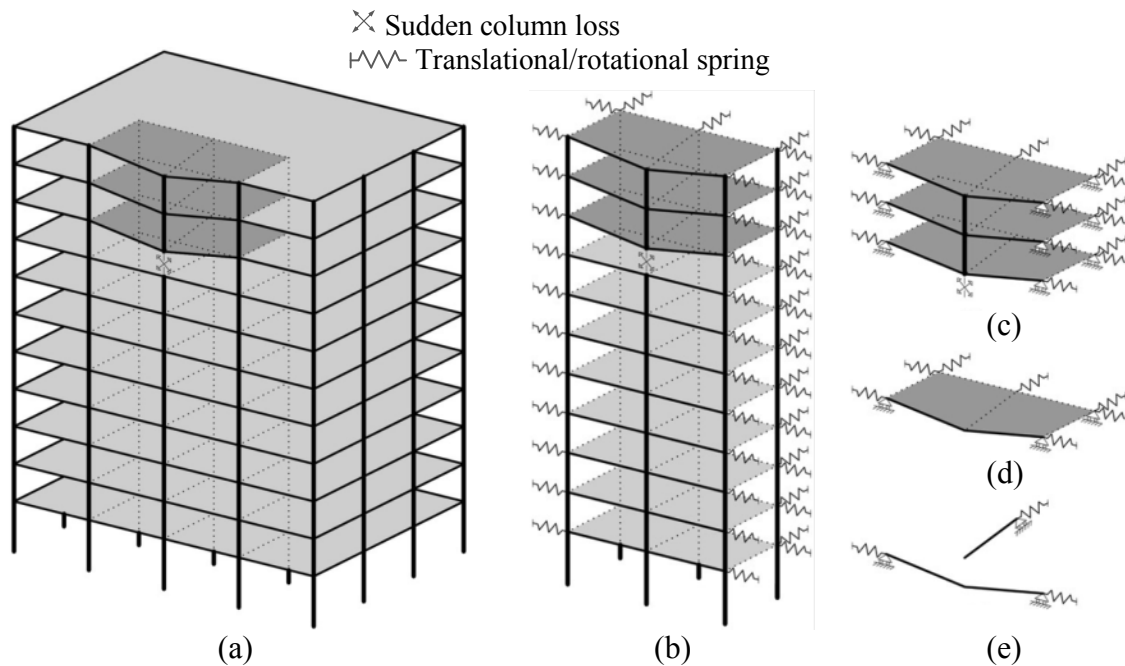 Sudden column loss
Translational/rotational spring
(a)
(b)
(c)
(d)
(e)